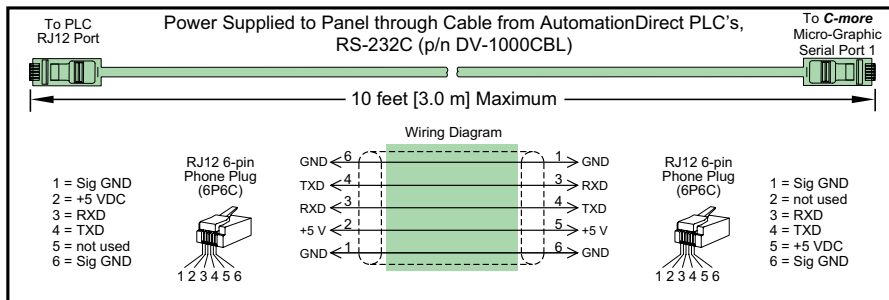 To PLC
RJ12 Port
Power Supplied to Panel through Cable from AutomationDirect PLC's,
RS-232C (p/n DV-1000CBL)
To C-more
Micro-Graphic
Serial Port 1
10 feet [3.0 m] Maximum
Wiring Diagram
1 = Sig GND
2 = +5 VDC
3 = RXD
4 = TXD
5 = not used
6 = Sig GND
RJ12 6-pin
Phone Plug
(6P6C)
1 2 3 4 5 6
GND 6 1 GND
TXD 4 3 RXD
RXD 3 4 TXD
+5 V 2 5 +5 V
GND 1 6 GND
RJ12 6-pin
Phone Plug
(6P6C)
1 2 3 4 5 6
1 = Sig GND
2 = not used
3 = RXD
4 = TXD
5 = +5 VDC
6 = Sig GND